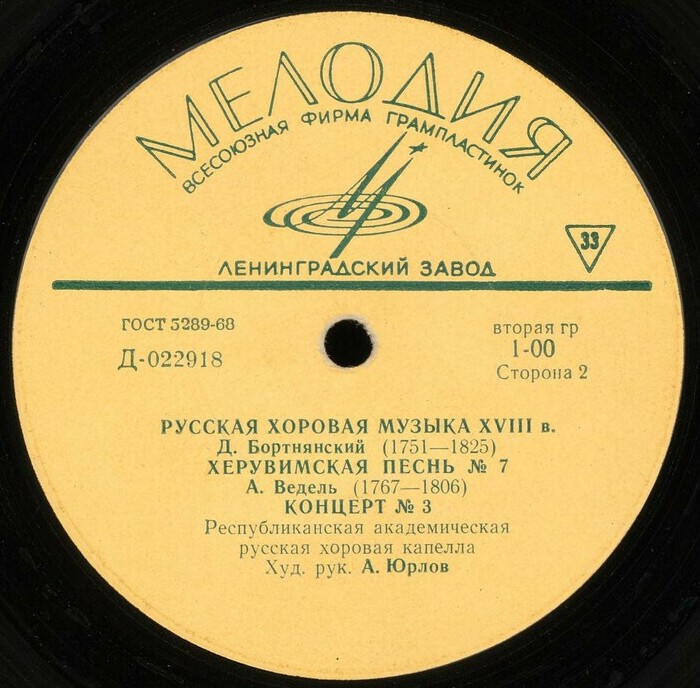 МЕЛОДИЯ
ВСЕСОЮЗНАЯ ФИРМА ГРАМПЛАСТИНОК
ЛЕНИНГРАДСКИЙ ЗАВОД
33
ГОСТ 5289-68
вторая гр
Д-022918
1-00
Сторона 2
РУССКАЯ ХОРОВАЯ МУЗЫКА XVIII в.
Д. Бортнянский (1751—1825)
ХЕРУВИМСКАЯ ПЕСНЬ № 7
А. Ведель (1767—1806)
КОНЦЕРТ № 3
Республиканская академическая
русская хоровая капелла
Худ. рук. А. Юрлов